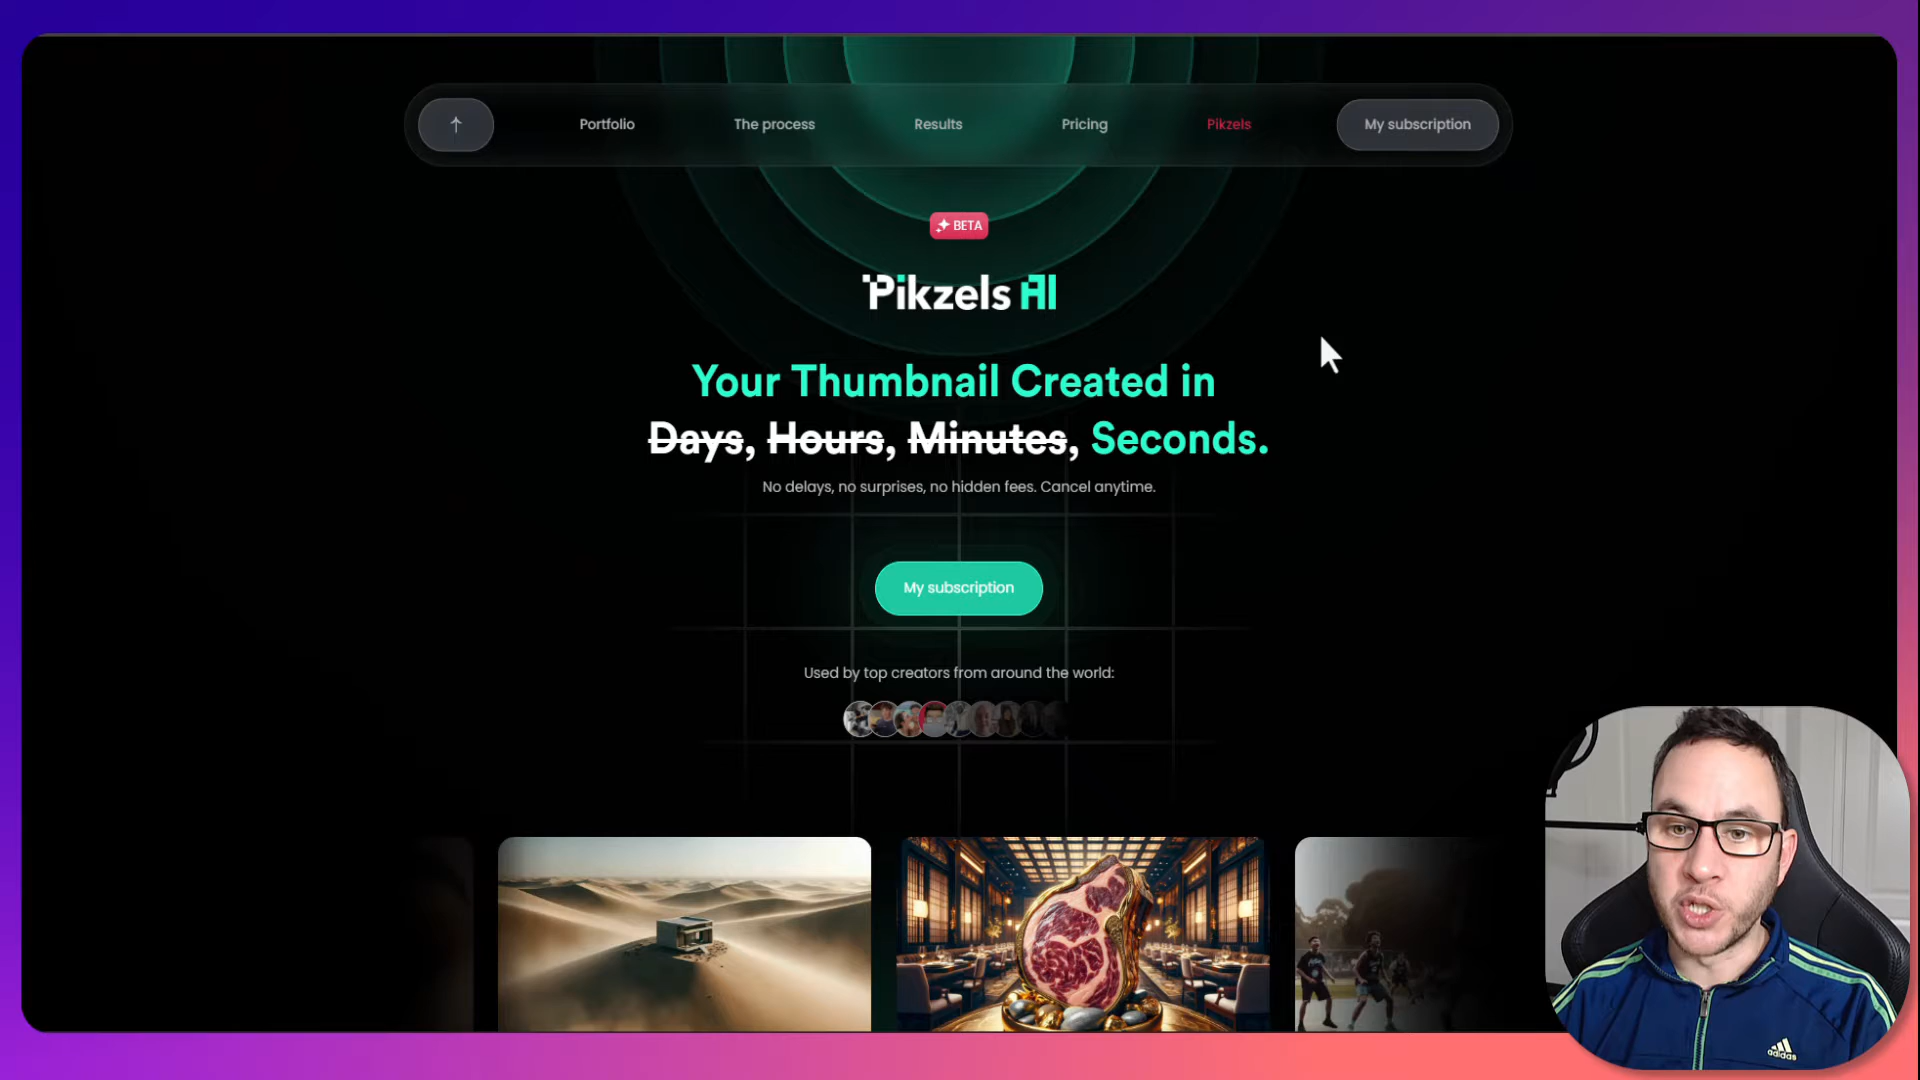 Portfolio
The process
Results
Pricing
Pikzels
My subscription
BETA
Pikzels AI
Your Thumbnail Created in
Days, Hours, Minutes, Seconds.
No delays, no surprises, no hidden fees. Cancel anytime.
My subscription
Used by top creators from around the world:
adidas